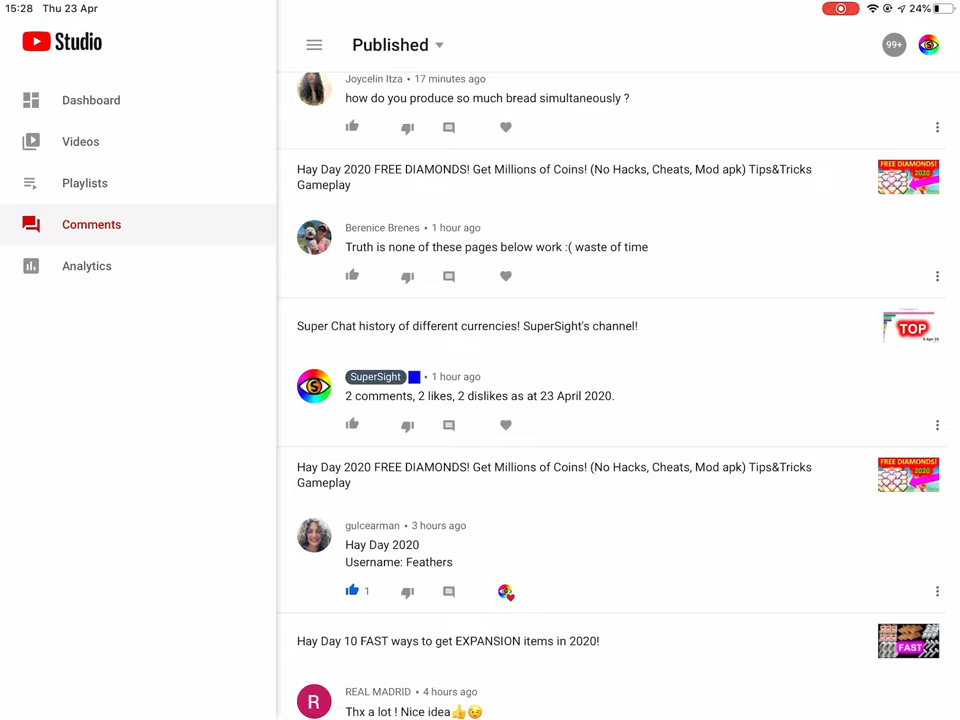 15:28 Thu 23 Apr
24%
Studio
Published
99+
Dashboard
Videos
Playlists
Comments
Analytics
Joycelin Itza • 17 minutes ago
how do you produce so much bread simultaneously ?
Hay Day 2020 FREE DIAMONDS! Get Millions of Coins! (No Hacks, Cheats, Mod apk) Tips&Tricks
Gameplay
FREE DIAMONDS!
2020
Berenice Brenes • 1 hour ago
Truth is none of these pages below work :( waste of time
Super Chat history of different currencies! SuperSight's channel!
TOP
SuperSight • 1 hour ago
2 comments, 2 likes, 2 dislikes as at 23 April 2020.
Hay Day 2020 FREE DIAMONDS! Get Millions of Coins! (No Hacks, Cheats, Mod apk) Tips&Tricks
Gameplay
FREE DIAMONDS!
2020
gulcearman • 3 hours ago
Hay Day 2020
Username: Feathers
1
Hay Day 10 FAST ways to get EXPANSION items in 2020!
FAST
R
REAL MADRID • 4 hours ago
Thx a lot ! Nice idea👍😉